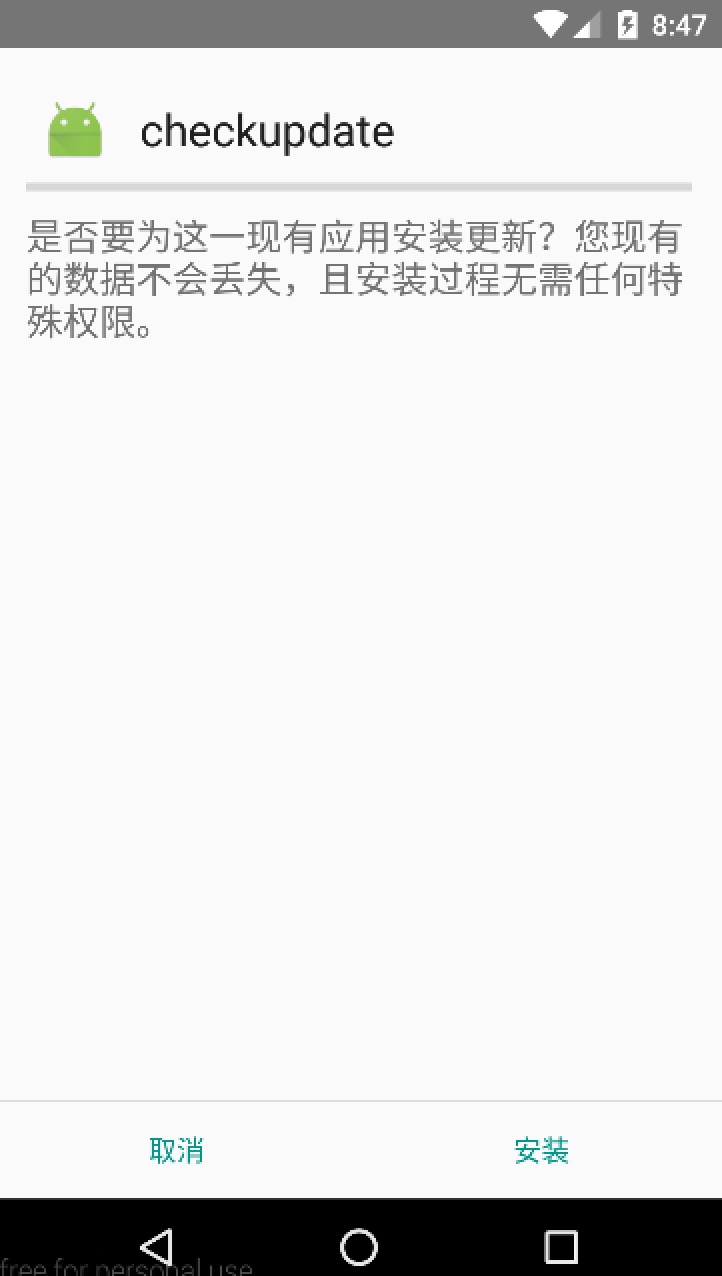 8:47
checkupdate
是否要为这一现有应用安装更新？您现有
的数据不会丢失，且安装过程无需任何特
殊权限。
取消
安装
free for personal use